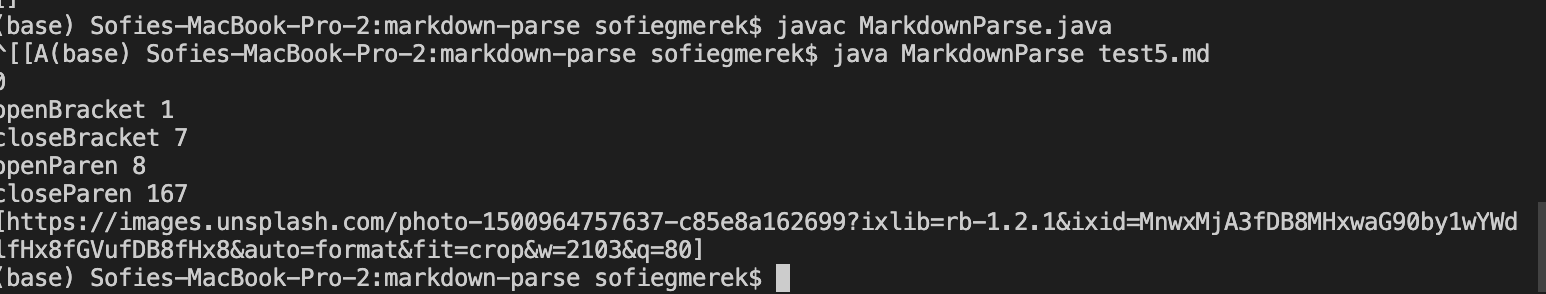 []
(base) Sofies-MacBook-Pro-2:markdown-parse sofiegmerek$ javac MarkdownParse.java
^[[A(base) Sofies-MacBook-Pro-2:markdown-parse sofiegmerek$ java MarkdownParse test5.md
0
openBracket 1
closeBracket 7
openParen 8
closeParen 167
[https://images.unsplash.com/photo-1500964757637-c85e8a162699?ixlib=rb-1.2.1&ixid=MnwxMjA3fDB8MHxwaG90by1wYWd
lfHx8fGVufDB8fHx8&auto=format&fit=crop&w=2103&q=80]
(base) Sofies-MacBook-Pro-2:markdown-parse sofiegmerek$